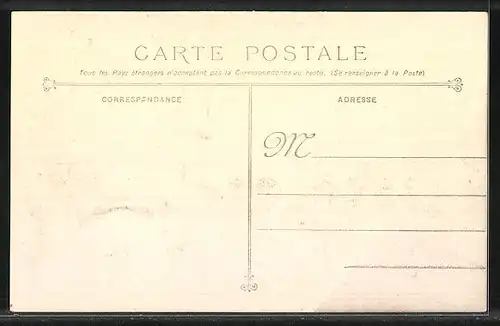 CARTE POSTALE
Tous les Pays étrangers n'acceptent pas la Correspondance au recto. (Se renseigner à la Poste)
CORRESPONDANCE
ADRESSE
M